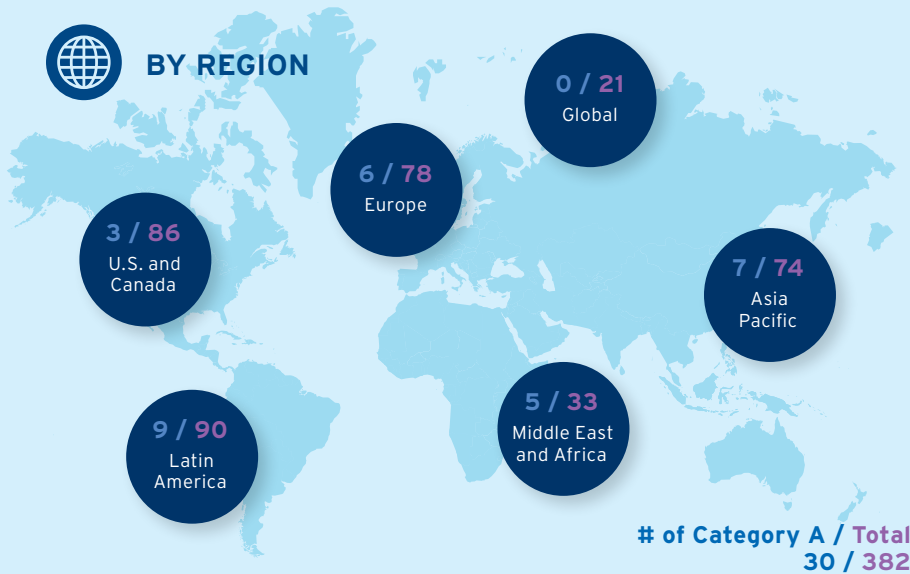 BY REGION
0 / 21
Global
6 / 78
Europe
3 / 86
U.S. and
Canada
7 / 74
Asia
Pacific
9 / 90
Latin
America
5 / 33
Middle East
and Africa
# of Category A / Total
30 / 382